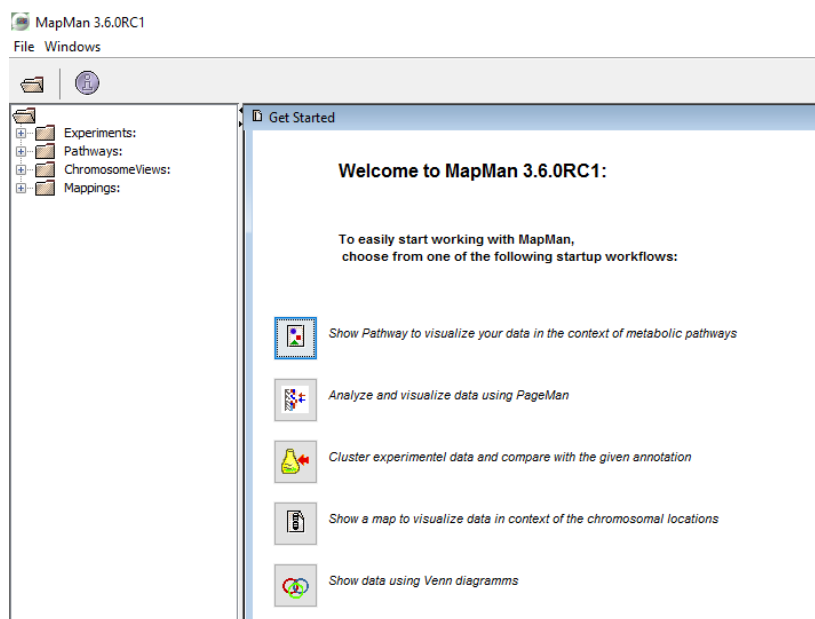 MapMan 3.6.0RC1
File Windows
Get Started
Experiments:
Pathways:
ChromosomeViews:
Mappings:
Welcome to MapMan 3.6.0RC1:
To easily start working with MapMan,
choose from one of the following startup workflows:
Show Pathway to visualize your data in the context of metabolic pathways
Analyze and visualize data using PageMan
Cluster experimentel data and compare with the given annotation
Show a map to visualize data in context of the chromosomal locations
Show data using Venn diagramms